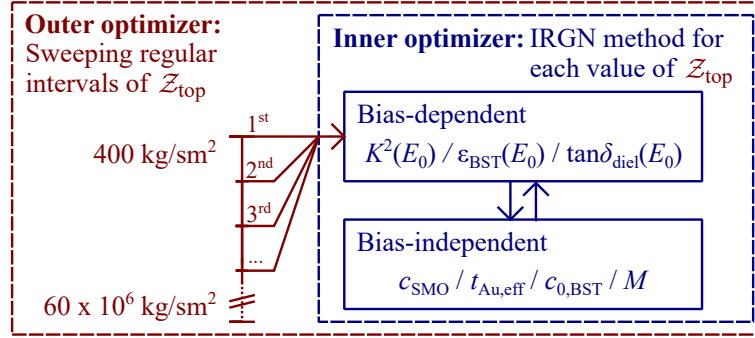 Outer optimizer:
Sweeping regular
intervals of 𝒵top
Inner optimizer: IRGN method for
each value of 𝒵top
1st
400 kg/sm²
2nd
3rd
...
60 x 10⁶ kg/sm²
Bias-dependent
K²(E₀) / εBST(E₀) / tanδdiel(E₀)
Bias-independent
cSMO / tAu,eff / c0,BST / M